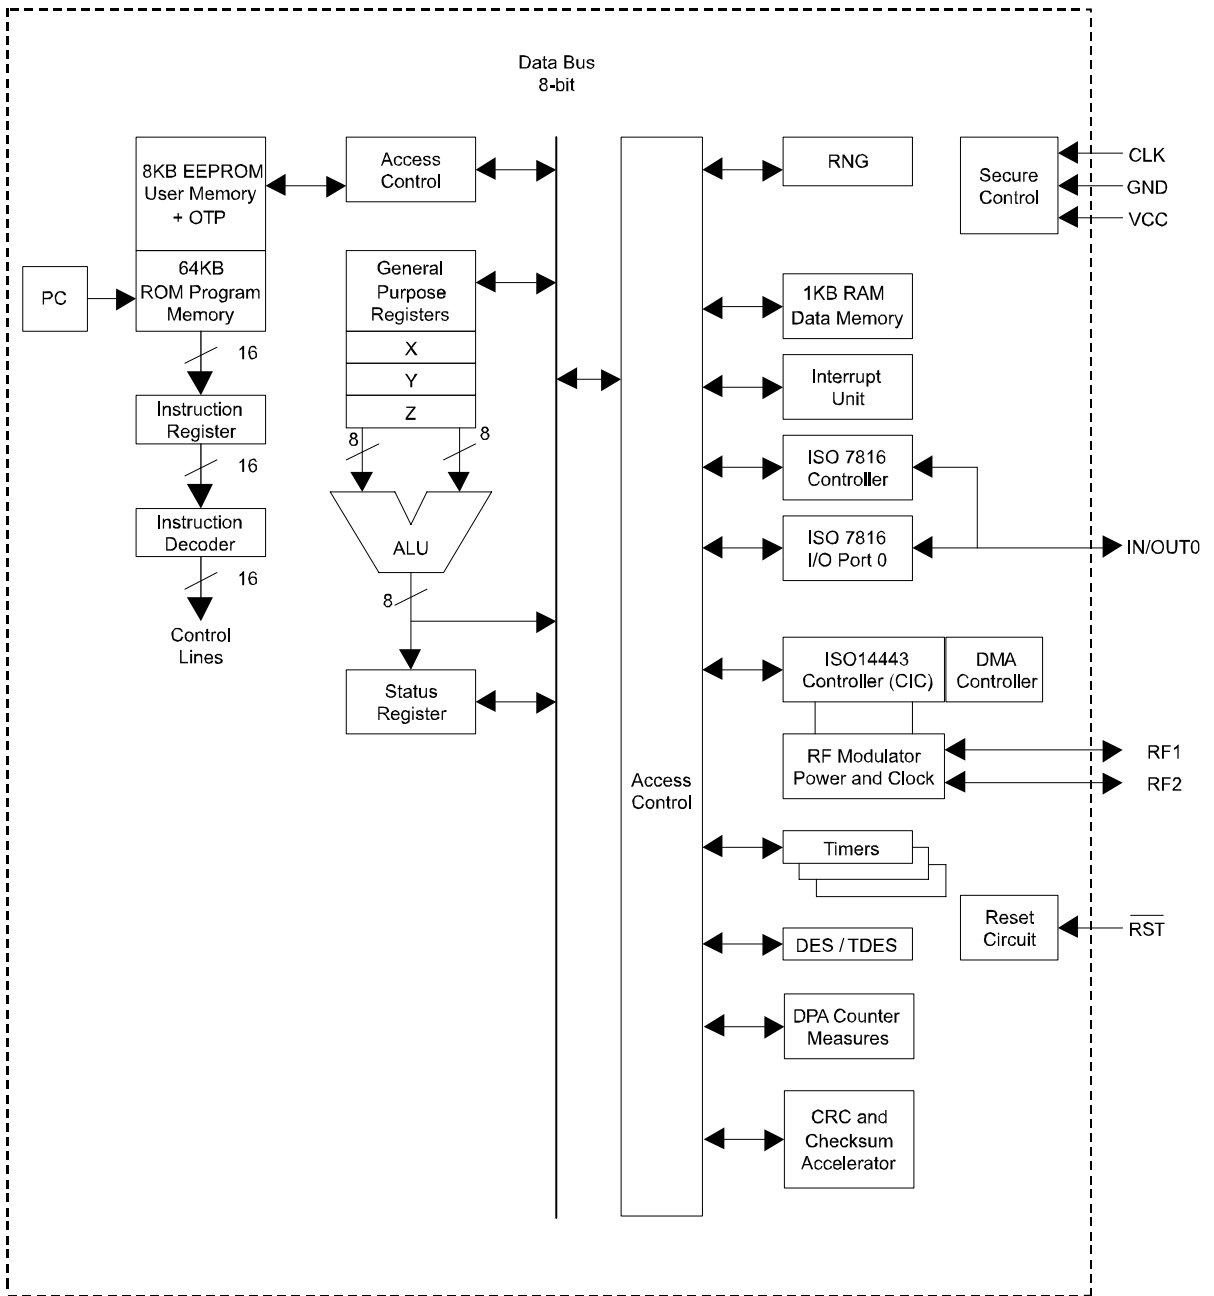 Data Bus
8-bit
8KB EEPROM
User Memory
+ OTP
Access
Control
RNG
Secure
Control
CLK
GND
VCC
PC
64KB
ROM Program
Memory
General
Purpose
Registers
X
Y
Z
1KB RAM
Data Memory
16
Instruction
Register
8
8
Interrupt
Unit
16
ISO 7816
Controller
Instruction
Decoder
ALU
ISO 7816
I/O Port 0
IN/OUT0
16
8
Control
Lines
Status
Register
ISO14443
Controller (CIC)
DMA
Controller
RF Modulator
Power and Clock
RF1
RF2
Access
Control
Timers
Reset
Circuit
RST
DES / TDES
DPA Counter
Measures
CRC and
Checksum
Accelerator